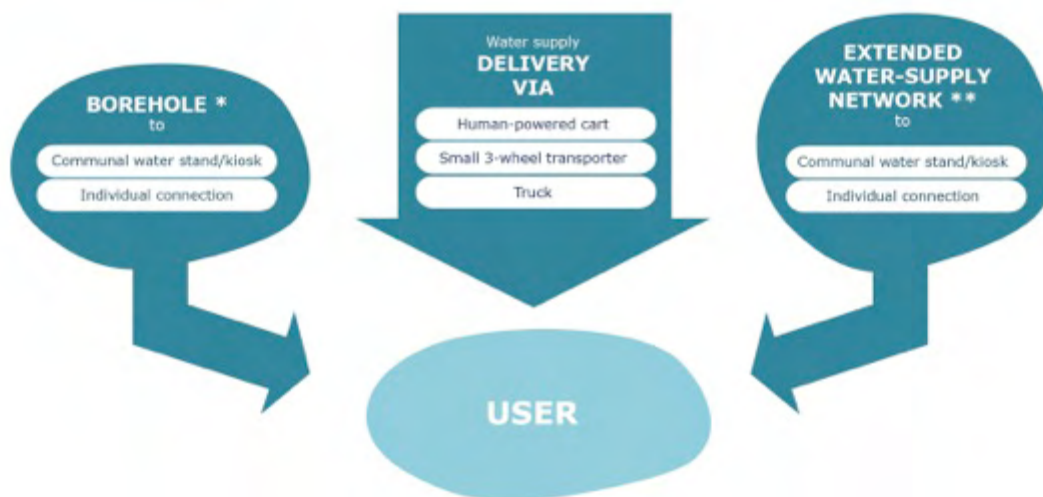 BOREHOLE *
to
Communal water stand/kiosk
Individual connection
Water supply
DELIVERY
VIA
Human-powered cart
Small 3-wheel transporter
Truck
EXTENDED
WATER-SUPPLY
NETWORK **
to
Communal water stand/kiosk
Individual connection
USER